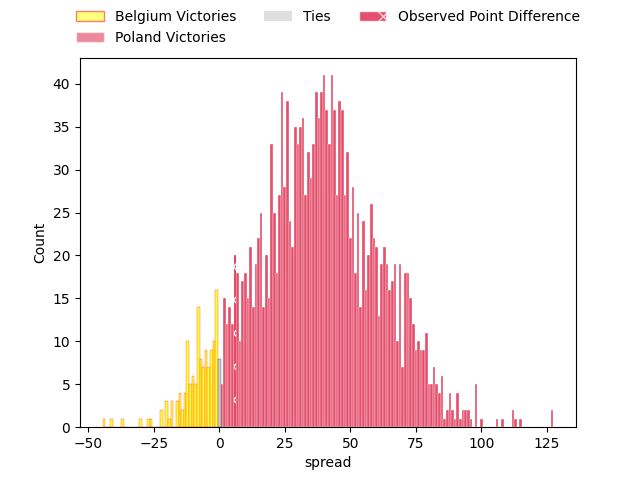 Belgium Victories
Ties
Observed Point Difference
Poland Victories
Count
40
35
30
25
20
15
10
5
0
−50 −25 0 25 50 75 100 125
spread